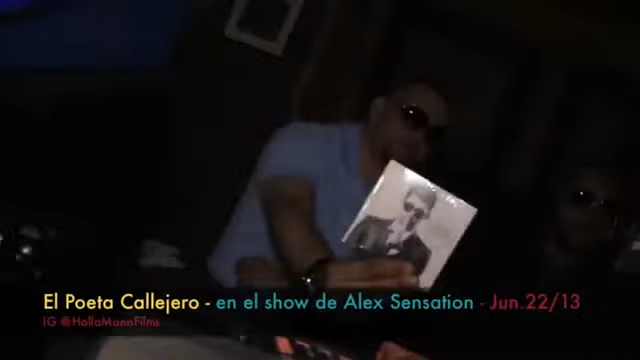 El Poeta Callejero - en el show de Alex Sensation - Jun.22/13
IG @HollaMannFilms